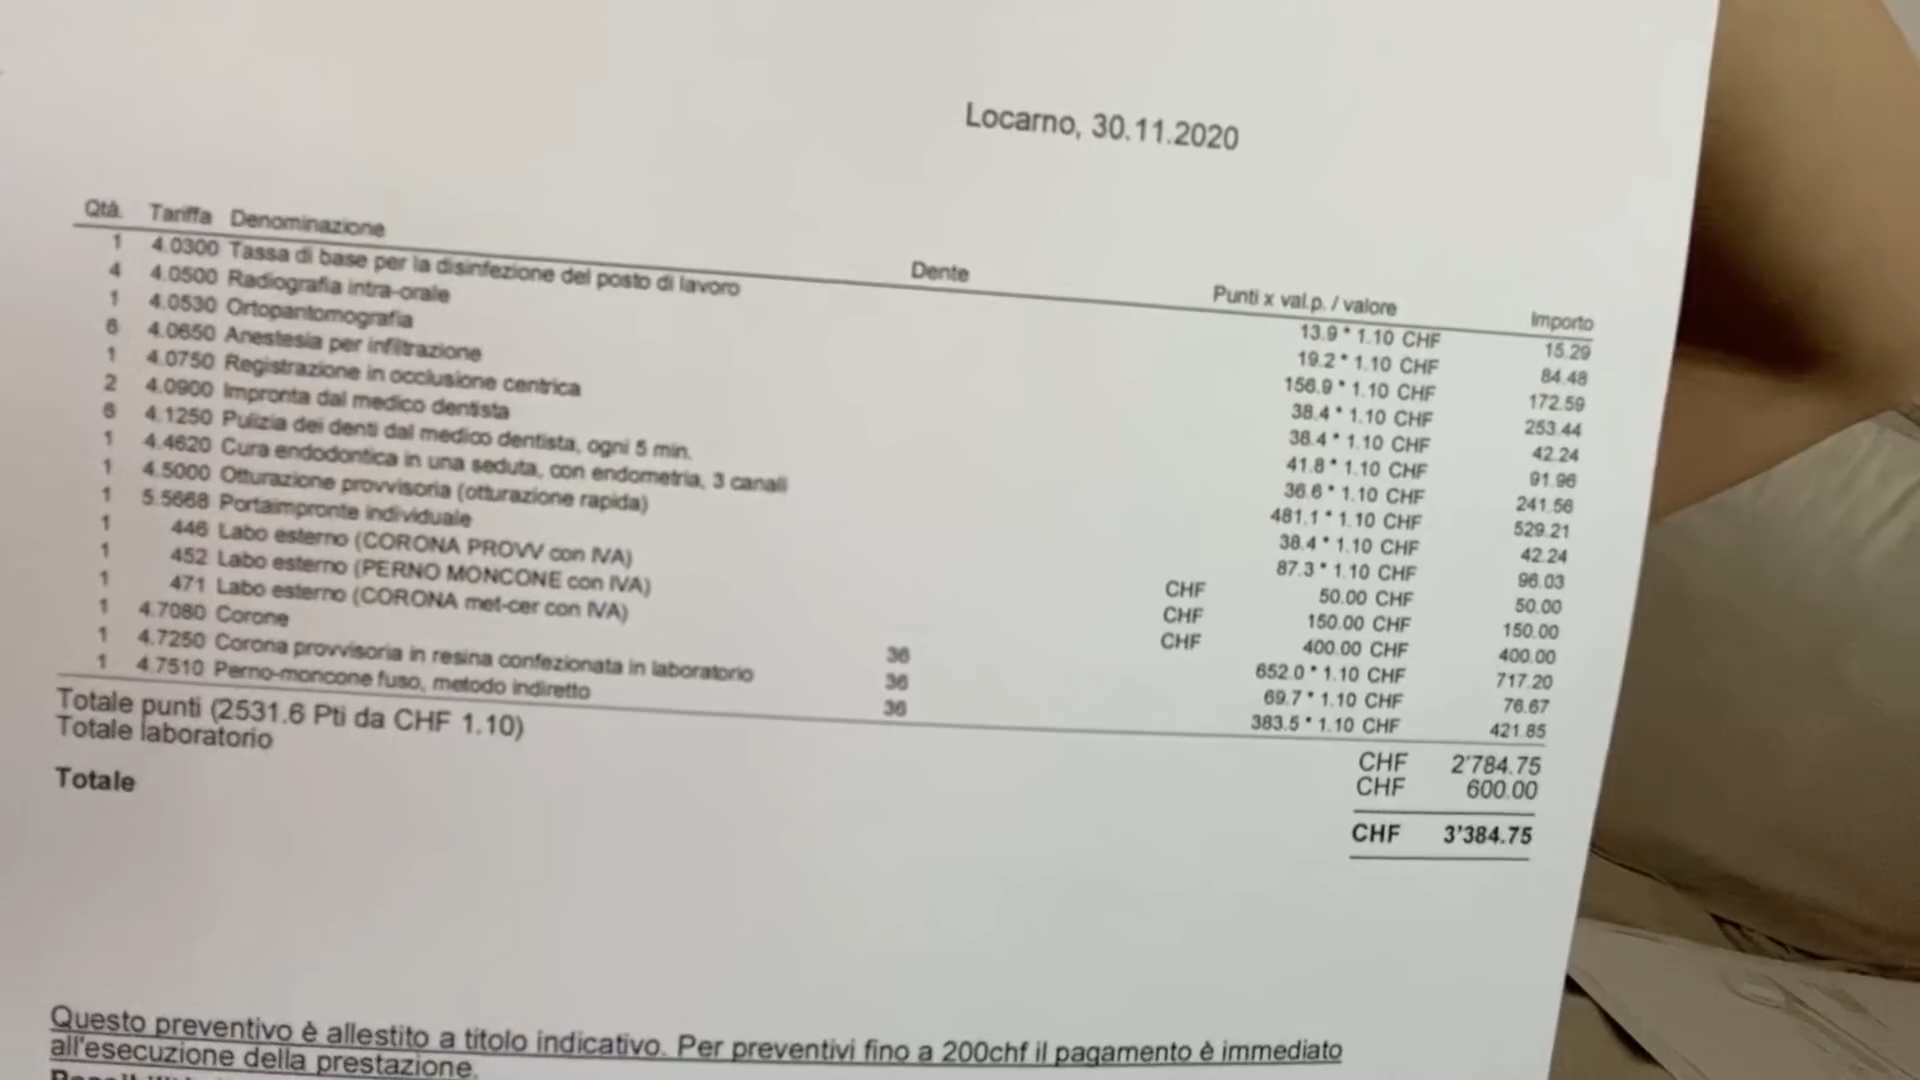 Locarno, 30.11.2020
Qtà. Tariffa Denominazione Dente Punti x val.p. / valore Importo
1 4.0300 Tassa di base per la disinfezione del posto di lavoro 13.9 * 1.10 CHF 15.29
4 4.0500 Radiografia intra-orale 19.2 * 1.10 CHF 84.48
1 4.0530 Ortopantomografia 156.9 * 1.10 CHF 172.59
6 4.0650 Anestesia per infiltrazione 38.4 * 1.10 CHF 253.44
1 4.0750 Registrazione in occlusione centrica 38.4 * 1.10 CHF 42.24
2 4.0900 Impronta dal medico dentista 41.8 * 1.10 CHF 91.96
6 4.1250 Pulizia dei denti dal medico dentista, ogni 5 min. 36.6 * 1.10 CHF 241.56
1 4.4620 Cura endodontica in una seduta, con endometria, 3 canali 481.1 * 1.10 CHF 529.21
1 4.5000 Otturazione provvisoria (otturazione rapida) 38.4 * 1.10 CHF 42.24
1 5.5668 Portaimpronte individuale 87.3 * 1.10 CHF 96.03
1 446 Labo esterno (CORONA PROVV con IVA) CHF 50.00 CHF 50.00
1 452 Labo esterno (PERNO MONCONE con IVA) CHF 150.00 CHF 150.00
1 471 Labo esterno (CORONA met-cer con IVA) CHF 400.00 CHF 400.00
1 4.7080 Corone 36 652.0 * 1.10 CHF 717.20
1 4.7250 Corona provvisoria in resina confezionata in laboratorio 36 69.7 * 1.10 CHF 76.67
1 4.7510 Perno-moncone fuso, metodo indiretto 36 383.5 * 1.10 CHF 421.85
Totale punti (2531.6 Pti da CHF 1.10) CHF 2'784.75
Totale laboratorio CHF 600.00
Totale CHF 3'384.75
Questo preventivo è allestito a titolo indicativo. Per preventivi fino a 200chf il pagamento è immediato
all'esecuzione della prestazione.